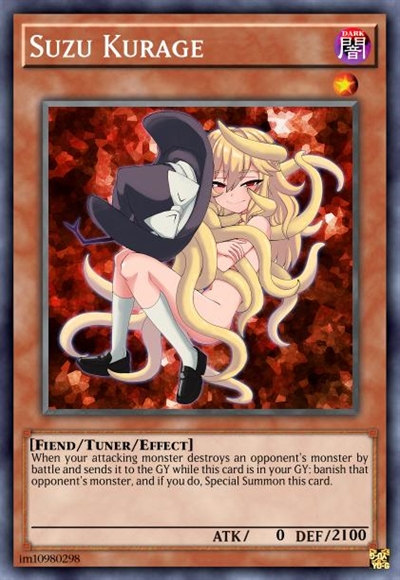 Suzu Kurage
DARK
闇
[Fiend/Tuner/Effect]
When your attacking monster destroys an opponent's monster by
battle and sends it to the GY while this card is in your GY: banish that
opponent's monster, and if you do, Special Summon this card.
ATK/ 0 DEF/2100
im10980298